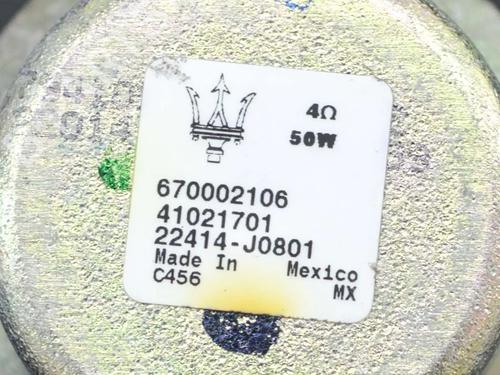 4Ω
50W
670002106
41021701
22414-J0801
Made In Mexico
C456 MX